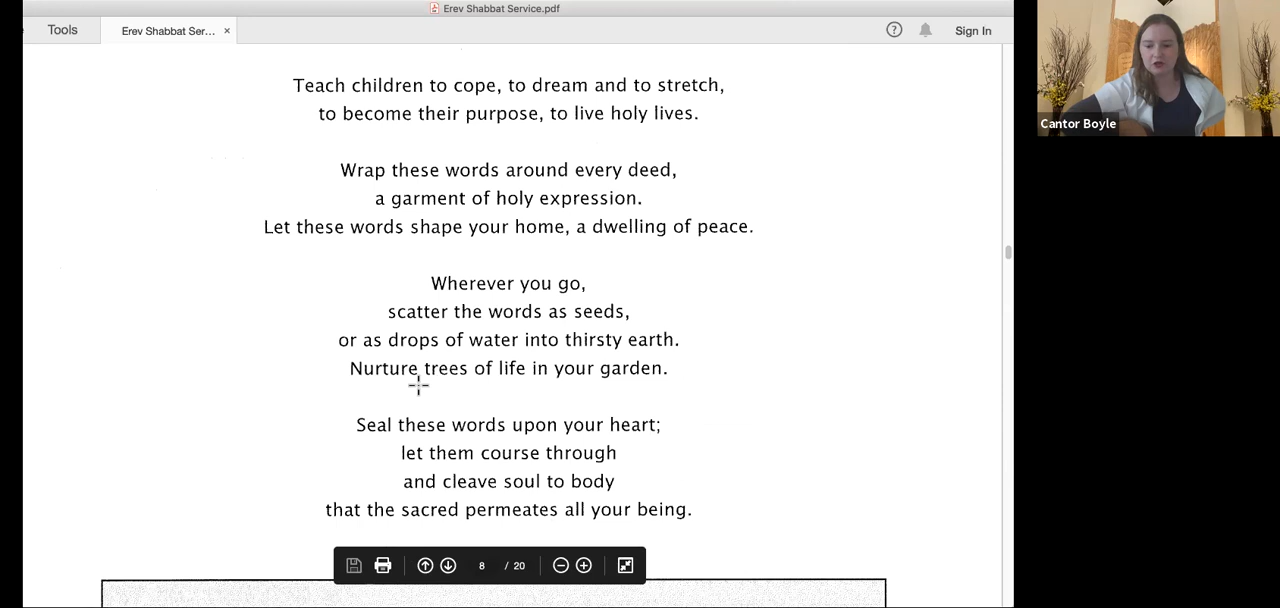 Erev Shabbat Service.pdf
Tools
Erev Shabbat Ser... ×
Sign In
Teach children to cope, to dream and to stretch,
to become their purpose, to live holy lives.
Wrap these words around every deed,
a garment of holy expression.
Let these words shape your home, a dwelling of peace.
Wherever you go,
scatter the words as seeds,
or as drops of water into thirsty earth.
Nurture trees of life in your garden.
Seal these words upon your heart;
let them course through
and cleave soul to body
that the sacred permeates all your being.
8 / 20
Cantor Boyle